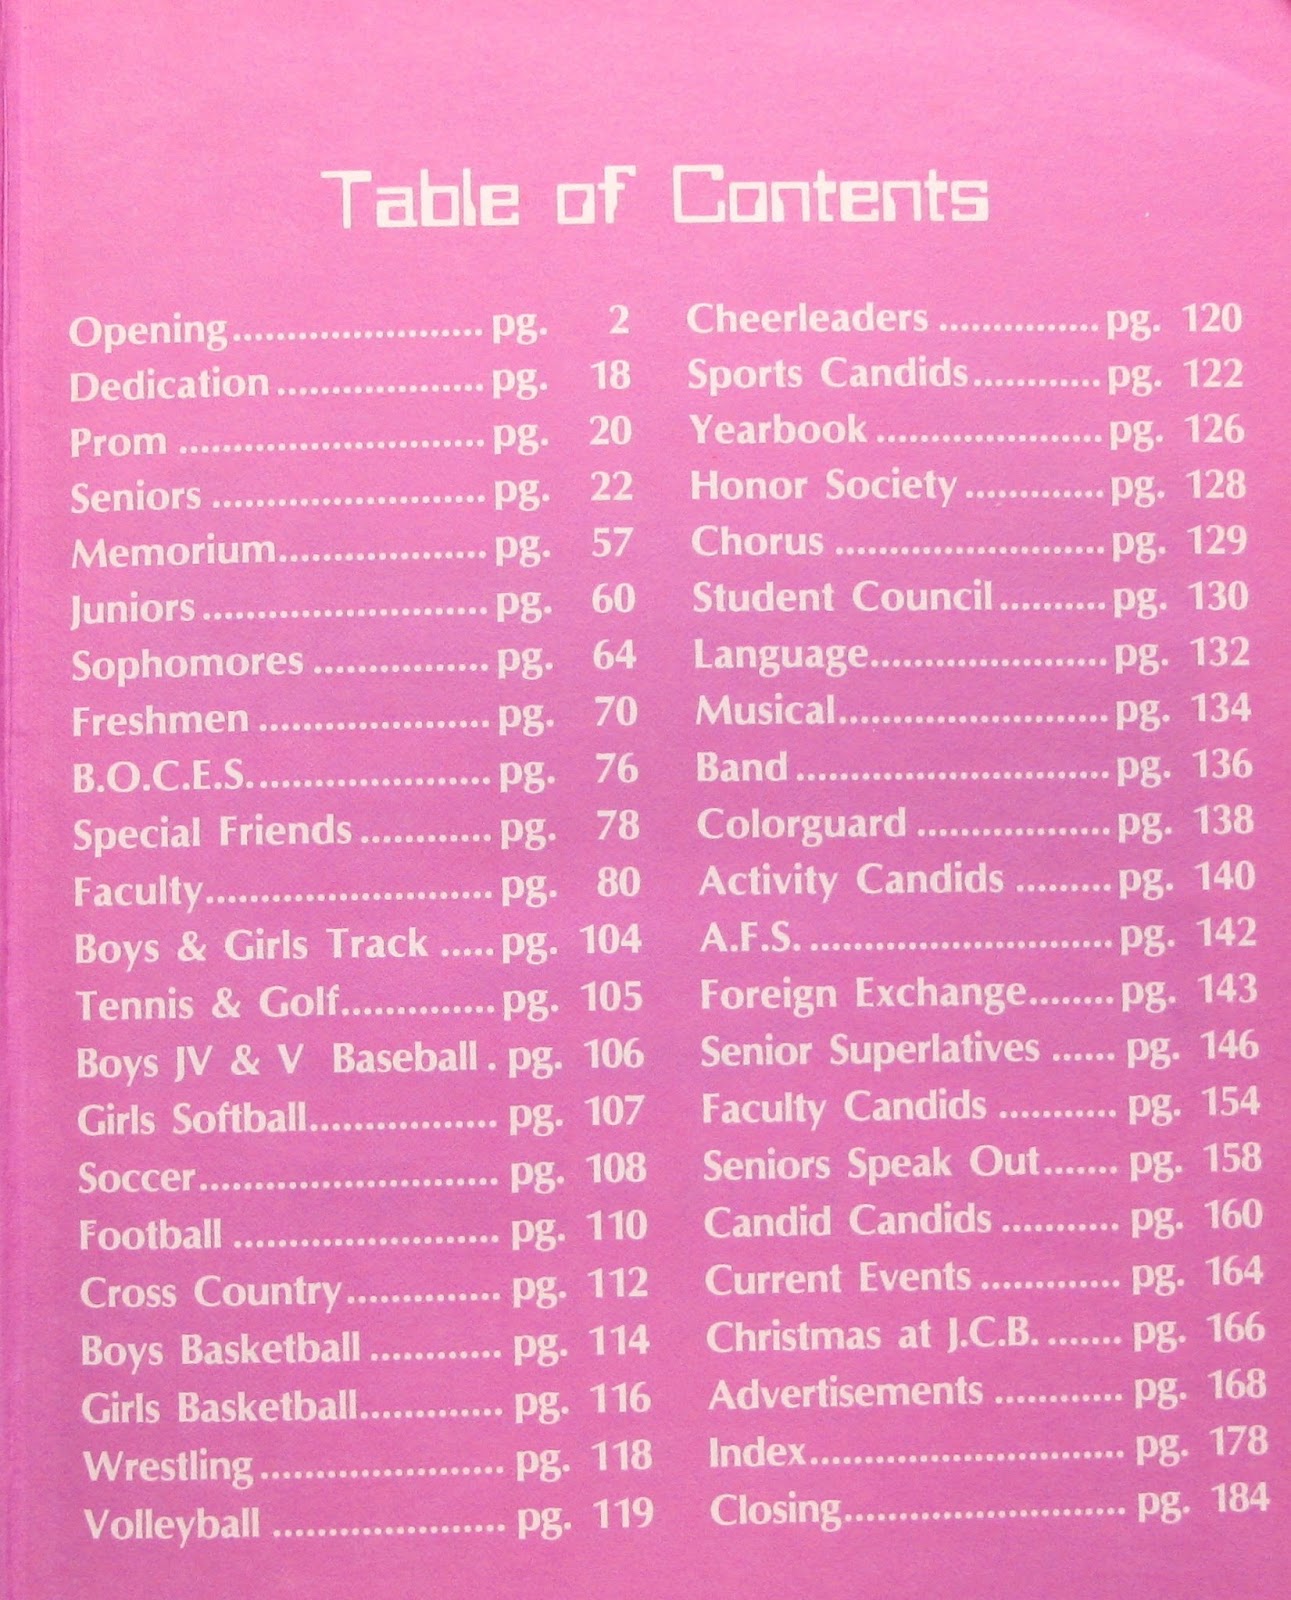 Table of Contents
Opening...................... pg. 2
Dedication.................. pg. 18
Prom .......................... pg. 20
Seniors ....................... pg. 22
Memorium.................. pg. 57
Juniors ........................ pg. 60
Sophomores ............... pg. 64
Freshmen .................... pg. 70
B.O.C.E.S..................... pg. 76
Special Friends ............ pg. 78
Faculty......................... pg. 80
Boys & Girls Track ..... pg. 104
Tennis & Golf.............. pg. 105
Boys JV & V Baseball . pg. 106
Girls Softball................. pg. 107
Soccer.......................... pg. 108
Football ....................... pg. 110
Cross Country.............. pg. 112
Boys Basketball ............ pg. 114
Girls Basketball............. pg. 116
Wrestling ..................... pg. 118
Volleyball .................... pg. 119
Cheerleaders ............... pg. 120
Sports Candids............ pg. 122
Yearbook ..................... pg. 126
Honor Society ............. pg. 128
Chorus ......................... pg. 129
Student Council.......... pg. 130
Language...................... pg. 132
Musical......................... pg. 134
Band ............................. pg. 136
Colorguard .................. pg. 138
Activity Candids ......... pg. 140
A.F.S. ............................ pg. 142
Foreign Exchange........ pg. 143
Senior Superlatives ...... pg. 146
Faculty Candids ........... pg. 154
Seniors Speak Out....... pg. 158
Candid Candids ........... pg. 160
Current Events ............. pg. 164
Christmas at J.C.B. ....... pg. 166
Advertisements ............ pg. 168
Index............................. pg. 178
Closing.......................... pg. 184